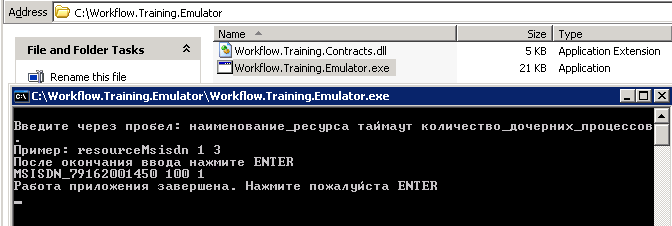 Address C:\Workflow.Training.Emulator
Name Size Type
File and Folder Tasks
Workflow.Training.Contracts.dll 5 KB Application Extension
Workflow.Training.Emulator.exe 21 KB Application
Rename this file
C:\Workflow.Training.Emulator\Workflow.Training.Emulator.exe
Введите через пробел: наименование_ресурса таймаут количество_дочерних_процессов
.
Пример: resourceMsisdn 1 3
После окончания ввода нажмите ENTER
MSISDN_79162001450 100 1
Работа приложения завершена. Нажмите пожалуйста ENTER